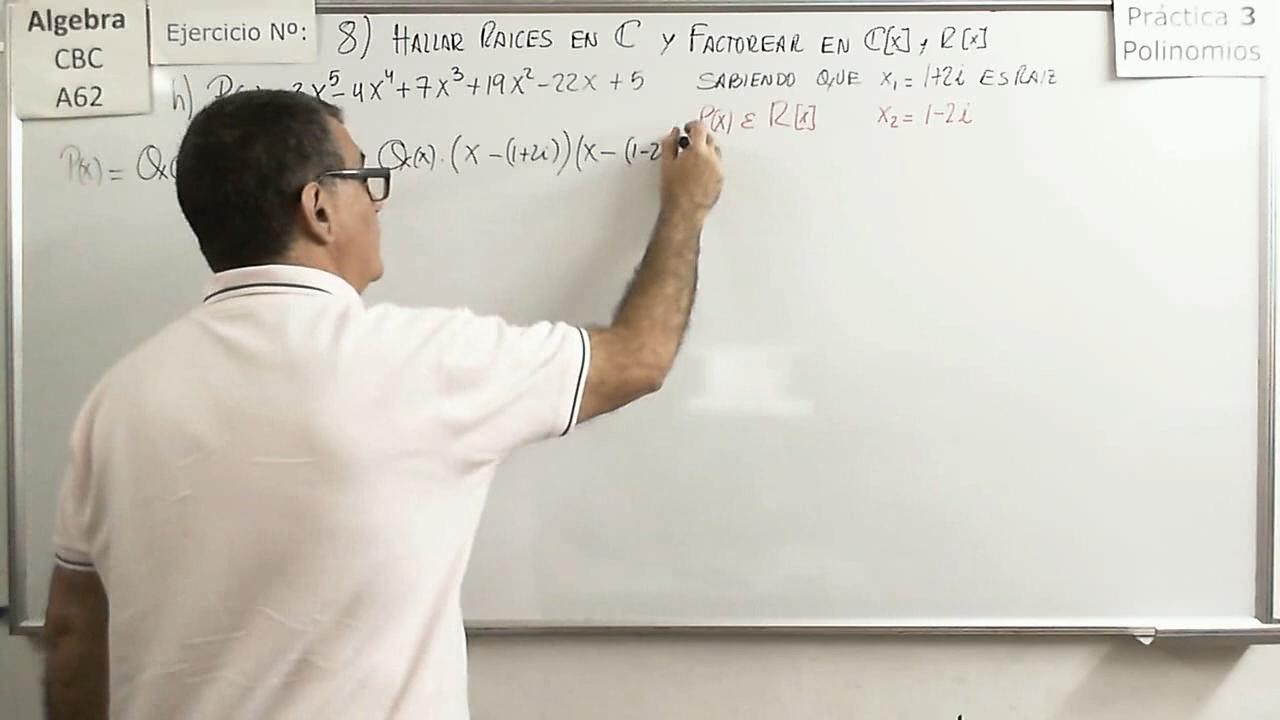 Algebra
CBC
A62
Ejercicio Nº:
8) HALLAR RAICES EN C Y FACTOREAR EN C[x] y R[x]
Práctica 3
Polinomios
h) x⁵-4x⁴+7x³+19x²-22x+5 SABIENDO QUE x₁=1+2i ES RAIZ
P(x) ε R[x] x₂=1-2i
P(x) = Q(x)·(x-(1+2i))(x-(1-2